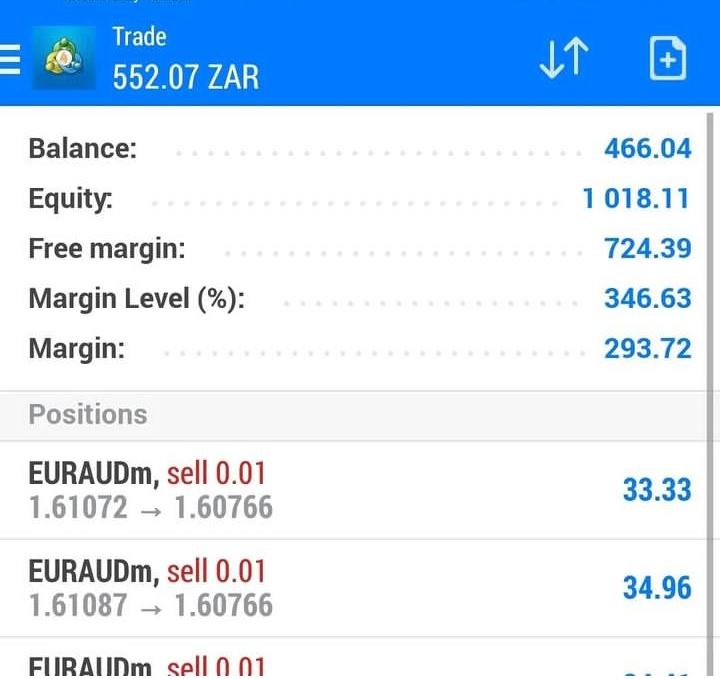 Trade
552.07 ZAR
Balance: 466.04
Equity: 1 018.11
Free margin: 724.39
Margin Level (%): 346.63
Margin: 293.72
Positions
EURAUDm, sell 0.01
1.61072 → 1.60766 33.33
EURAUDm, sell 0.01
1.61087 → 1.60766 34.96
EURAUDm, sell 0.01